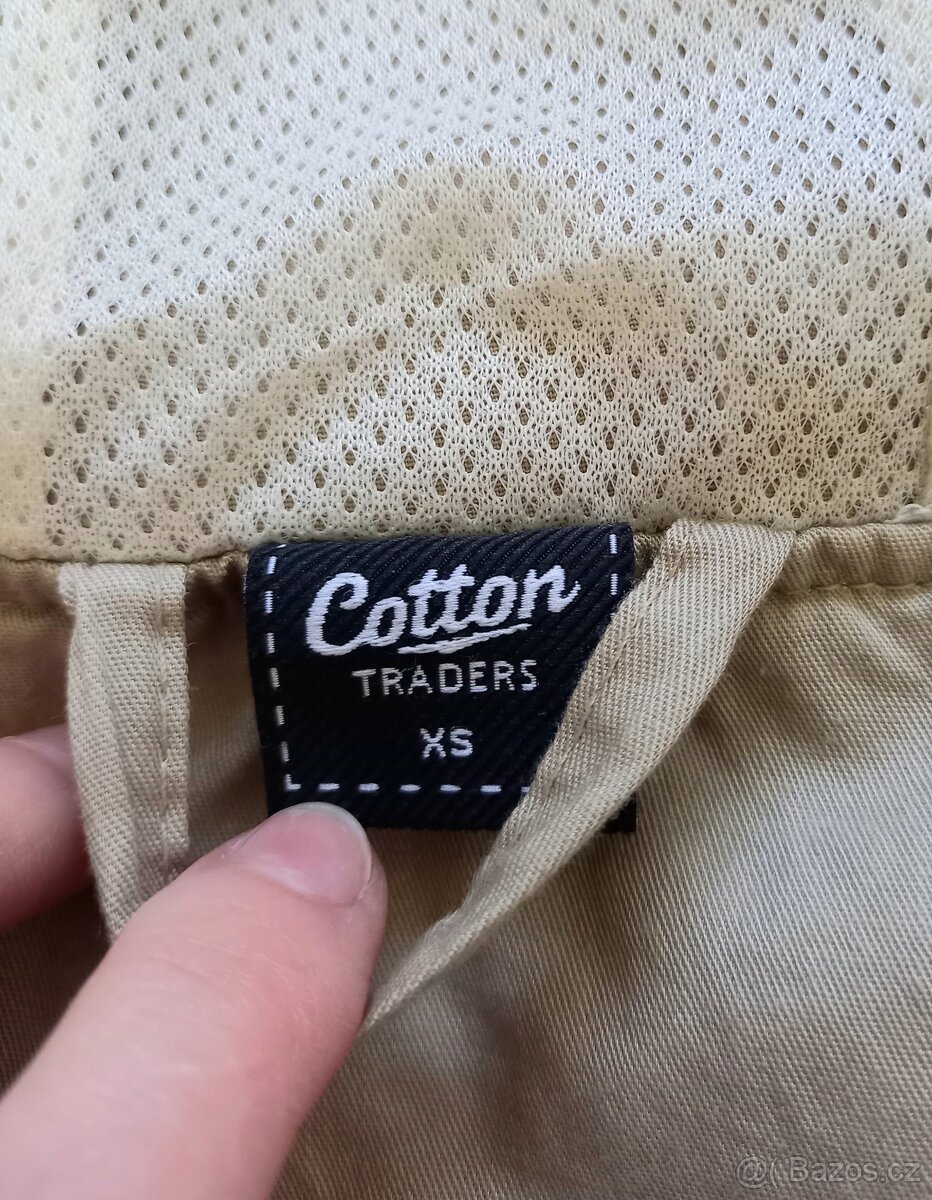 Cotton
TRADERS
XS
@( Bazos.cz